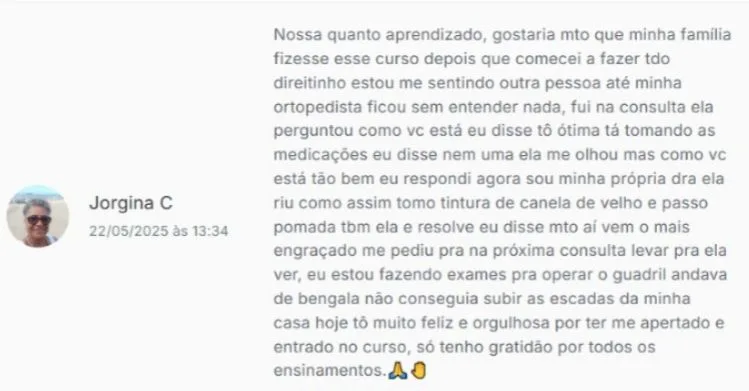 Nossa quanto aprendizado, gostaria mto que minha família
fizesse esse curso depois que comecei a fazer tdo
direitinho estou me sentindo outra pessoa até minha
ortopedista ficou sem entender nada, fui na consulta ela
perguntou como vc está eu disse tô ótima tá tomando as
medicações eu disse nem uma ela me olhou mas como vc
está tão bem eu respondi agora sou minha própria dra ela
riu como assim tomo tintura de canela de velho e passo
pomada tbm ela e resolve eu disse mto aí vem o mais
engraçado me pediu pra na próxima consulta levar pra ela
ver, eu estou fazendo exames pra operar o guadril andava
de bengala não conseguia subir as escadas da minha
casa hoje tô muito feliz e orgulhosa por ter me apertado e
entrado no curso, só tenho gratidão por todos os
ensinamentos.🙏🤚
Jorgina C
22/05/2025 às 13:34